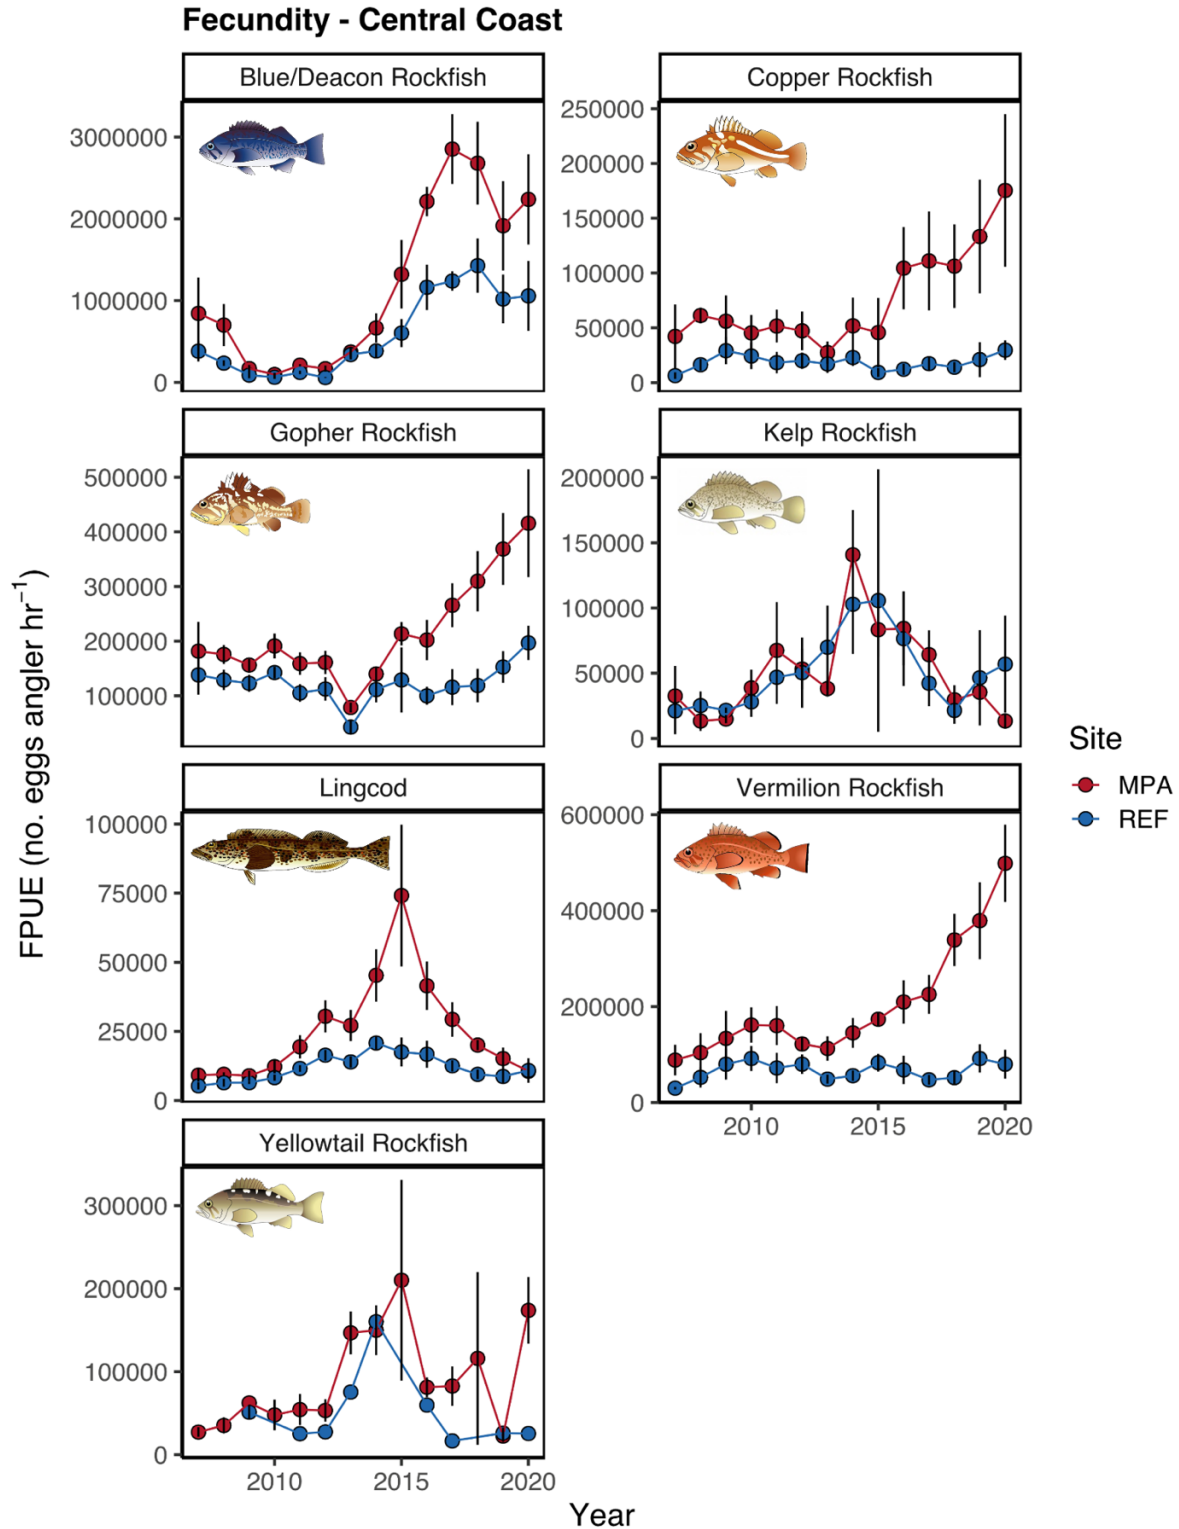 Fecundity - Central Coast
Blue/Deacon Rockfish
3000000
2000000
1000000
0
Copper Rockfish
250000
200000
150000
100000
50000
0
Gopher Rockfish
500000
400000
300000
200000
100000
Kelp Rockfish
200000
150000
100000
50000
0
Lingcod
100000
75000
50000
25000
0
Vermilion Rockfish
600000
400000
200000
0
2010 2015 2020
Yellowtail Rockfish
300000
200000
100000
0
2010 2015 2020
FPUE (no. eggs angler hr⁻¹)
Year
Site
MPA
REF